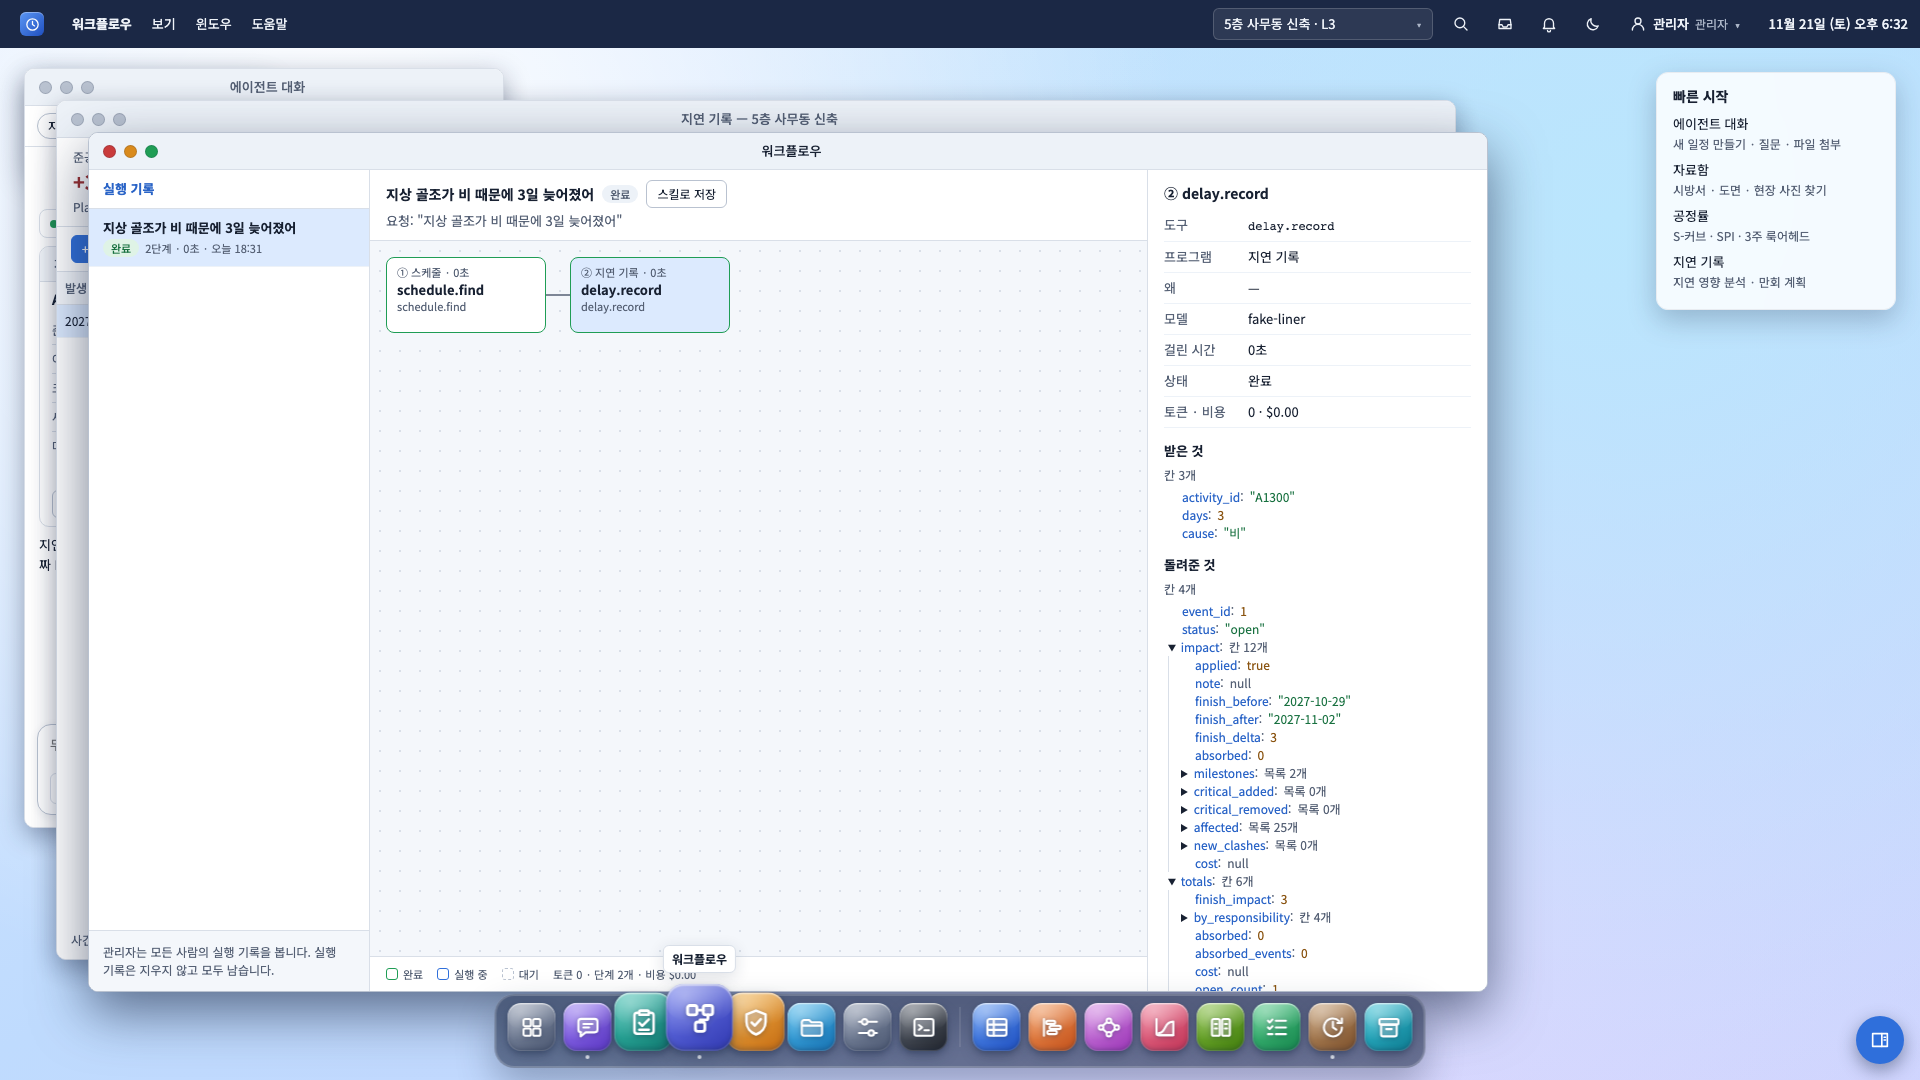 워크플로우 보기 윈도우 도움말
5층 사무동 신축 · L3
관리자 관리자
11월 21일 (토) 오후 6:32
에이전트 대화
지연 기록 — 5층 사무동 신축
워크플로우
실행 기록
지상 골조가 비 때문에 3일 늦어졌어
완료 2단계 · 0초 · 오늘 18:31
관리자는 모든 사람의 실행 기록을 봅니다. 실행
기록은 지우지 않고 모두 남습니다.
지상 골조가 비 때문에 3일 늦어졌어 완료 스킬로 저장
요청: "지상 골조가 비 때문에 3일 늦어졌어"
① 스케줄 · 0초
schedule.find
schedule.find
② 지연 기록 · 0초
delay.record
delay.record
완료 실행 중 대기 토큰 0 · 단계 2개 · 비용 $0.00
워크플로우
② delay.record
도구 delay.record
프로그램 지연 기록
왜 —
모델 fake-liner
걸린 시간 0초
상태 완료
토큰 · 비용 0 · $0.00
받은 것
칸 3개
activity_id: "A1300"
days: 3
cause: "비"
돌려준 것
칸 4개
event_id: 1
status: "open"
impact: 칸 12개
applied: true
note: null
finish_before: "2027-10-29"
finish_after: "2027-11-02"
finish_delta: 3
absorbed: 0
milestones: 목록 2개
critical_added: 목록 0개
critical_removed: 목록 0개
affected: 목록 25개
new_clashes: 목록 0개
cost: null
totals: 칸 6개
finish_impact: 3
by_responsibility: 칸 4개
absorbed: 0
absorbed_events: 0
cost: null
open_count: 1
빠른 시작
에이전트 대화
새 일정 만들기 · 질문 · 파일 첨부
자료함
시방서 · 도면 · 현장 사진 찾기
공정률
S-커브 · SPI · 3주 룩어헤드
지연 기록
지연 영향 분석 · 만회 계획
발생
2027